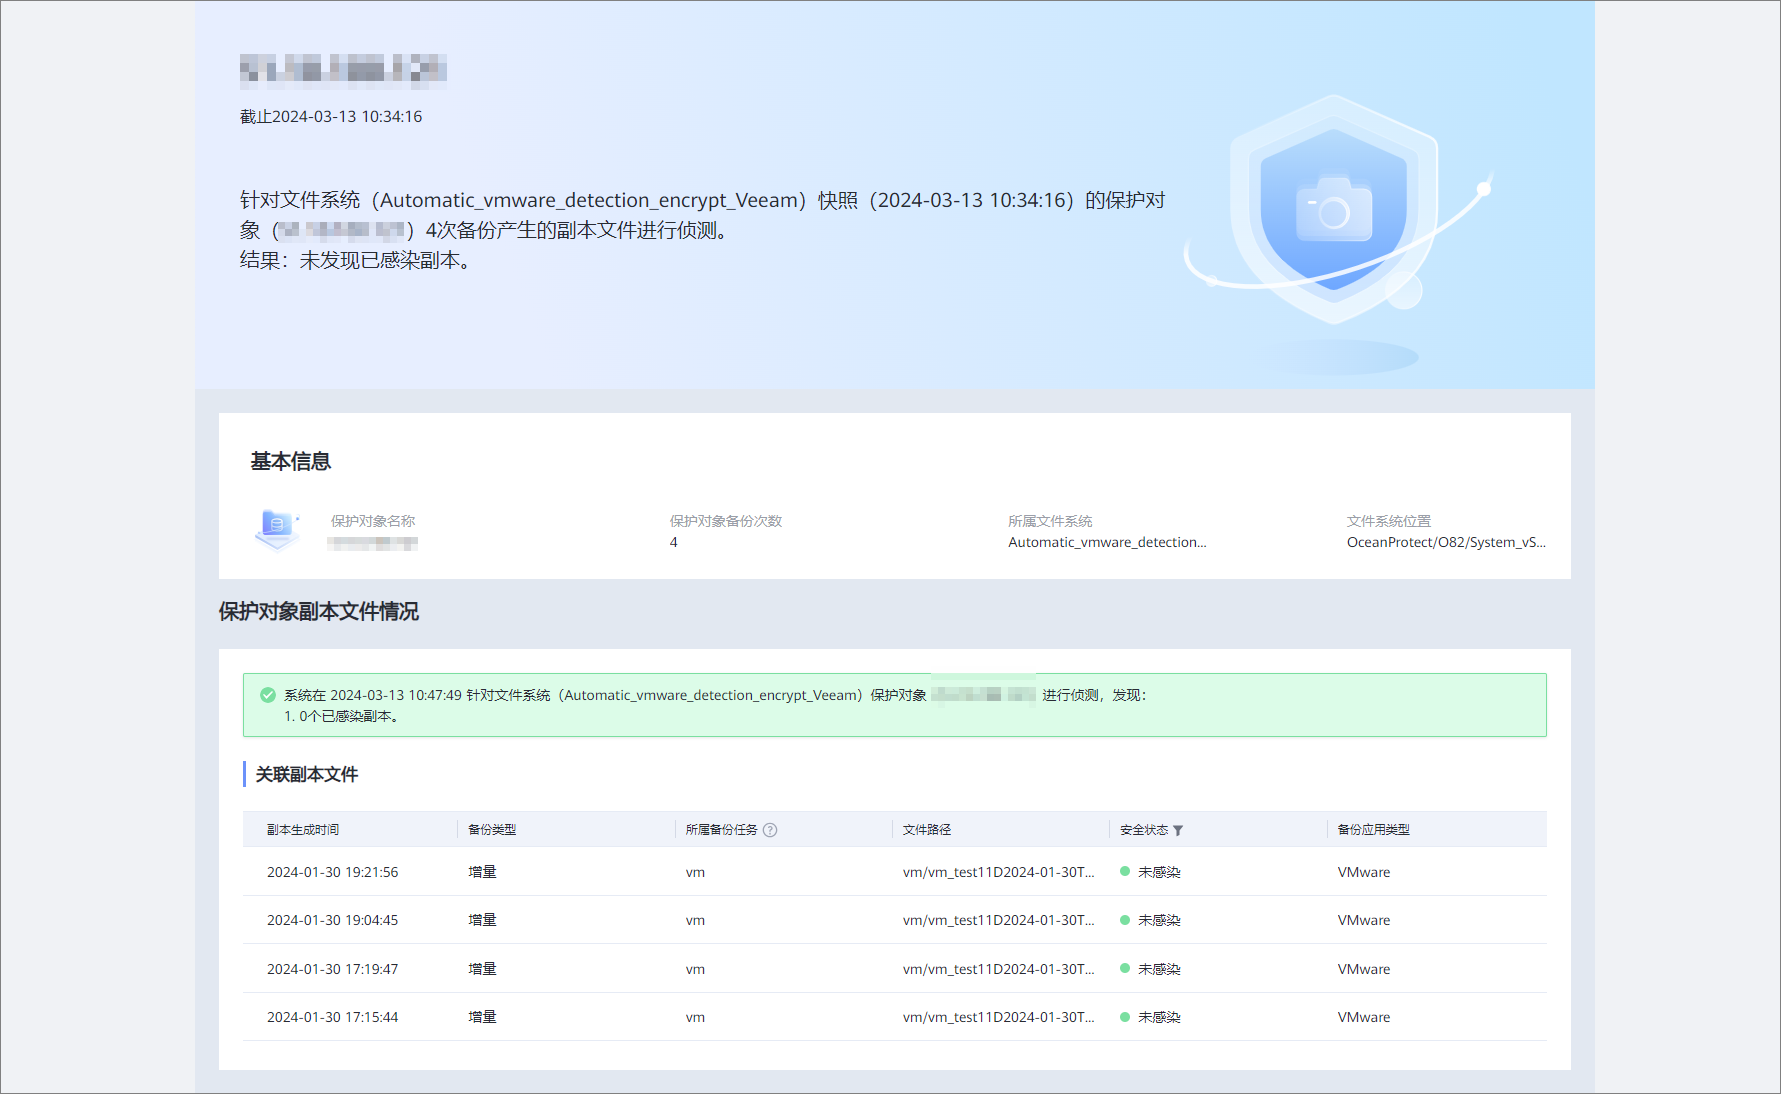 截止2024-03-13 10:34:16
针对文件系统（Automatic_vmware_detection_encrypt_Veeam）快照（2024-03-13 10:34:16）的保护对
象（ ）4次备份产生的副本文件进行侦测。
结果：未发现已感染副本。
基本信息
保护对象名称 保护对象备份次数 所属文件系统 文件系统位置
4 Automatic_vmware_detection... OceanProtect/O82/System_vS...
保护对象副本文件情况
系统在 2024-03-13 10:47:49 针对文件系统（Automatic_vmware_detection_encrypt_Veeam）保护对象 进行侦测，发现：
1. 0个已感染副本。
关联副本文件
副本生成时间 备份类型 所属备份任务 文件路径 安全状态 备份应用类型
2024-01-30 19:21:56 增量 vm vm/vm_test11D2024-01-30T... 未感染 VMware
2024-01-30 19:04:45 增量 vm vm/vm_test11D2024-01-30T... 未感染 VMware
2024-01-30 17:19:47 增量 vm vm/vm_test11D2024-01-30T... 未感染 VMware
2024-01-30 17:15:44 增量 vm vm/vm_test11D2024-01-30T... 未感染 VMware